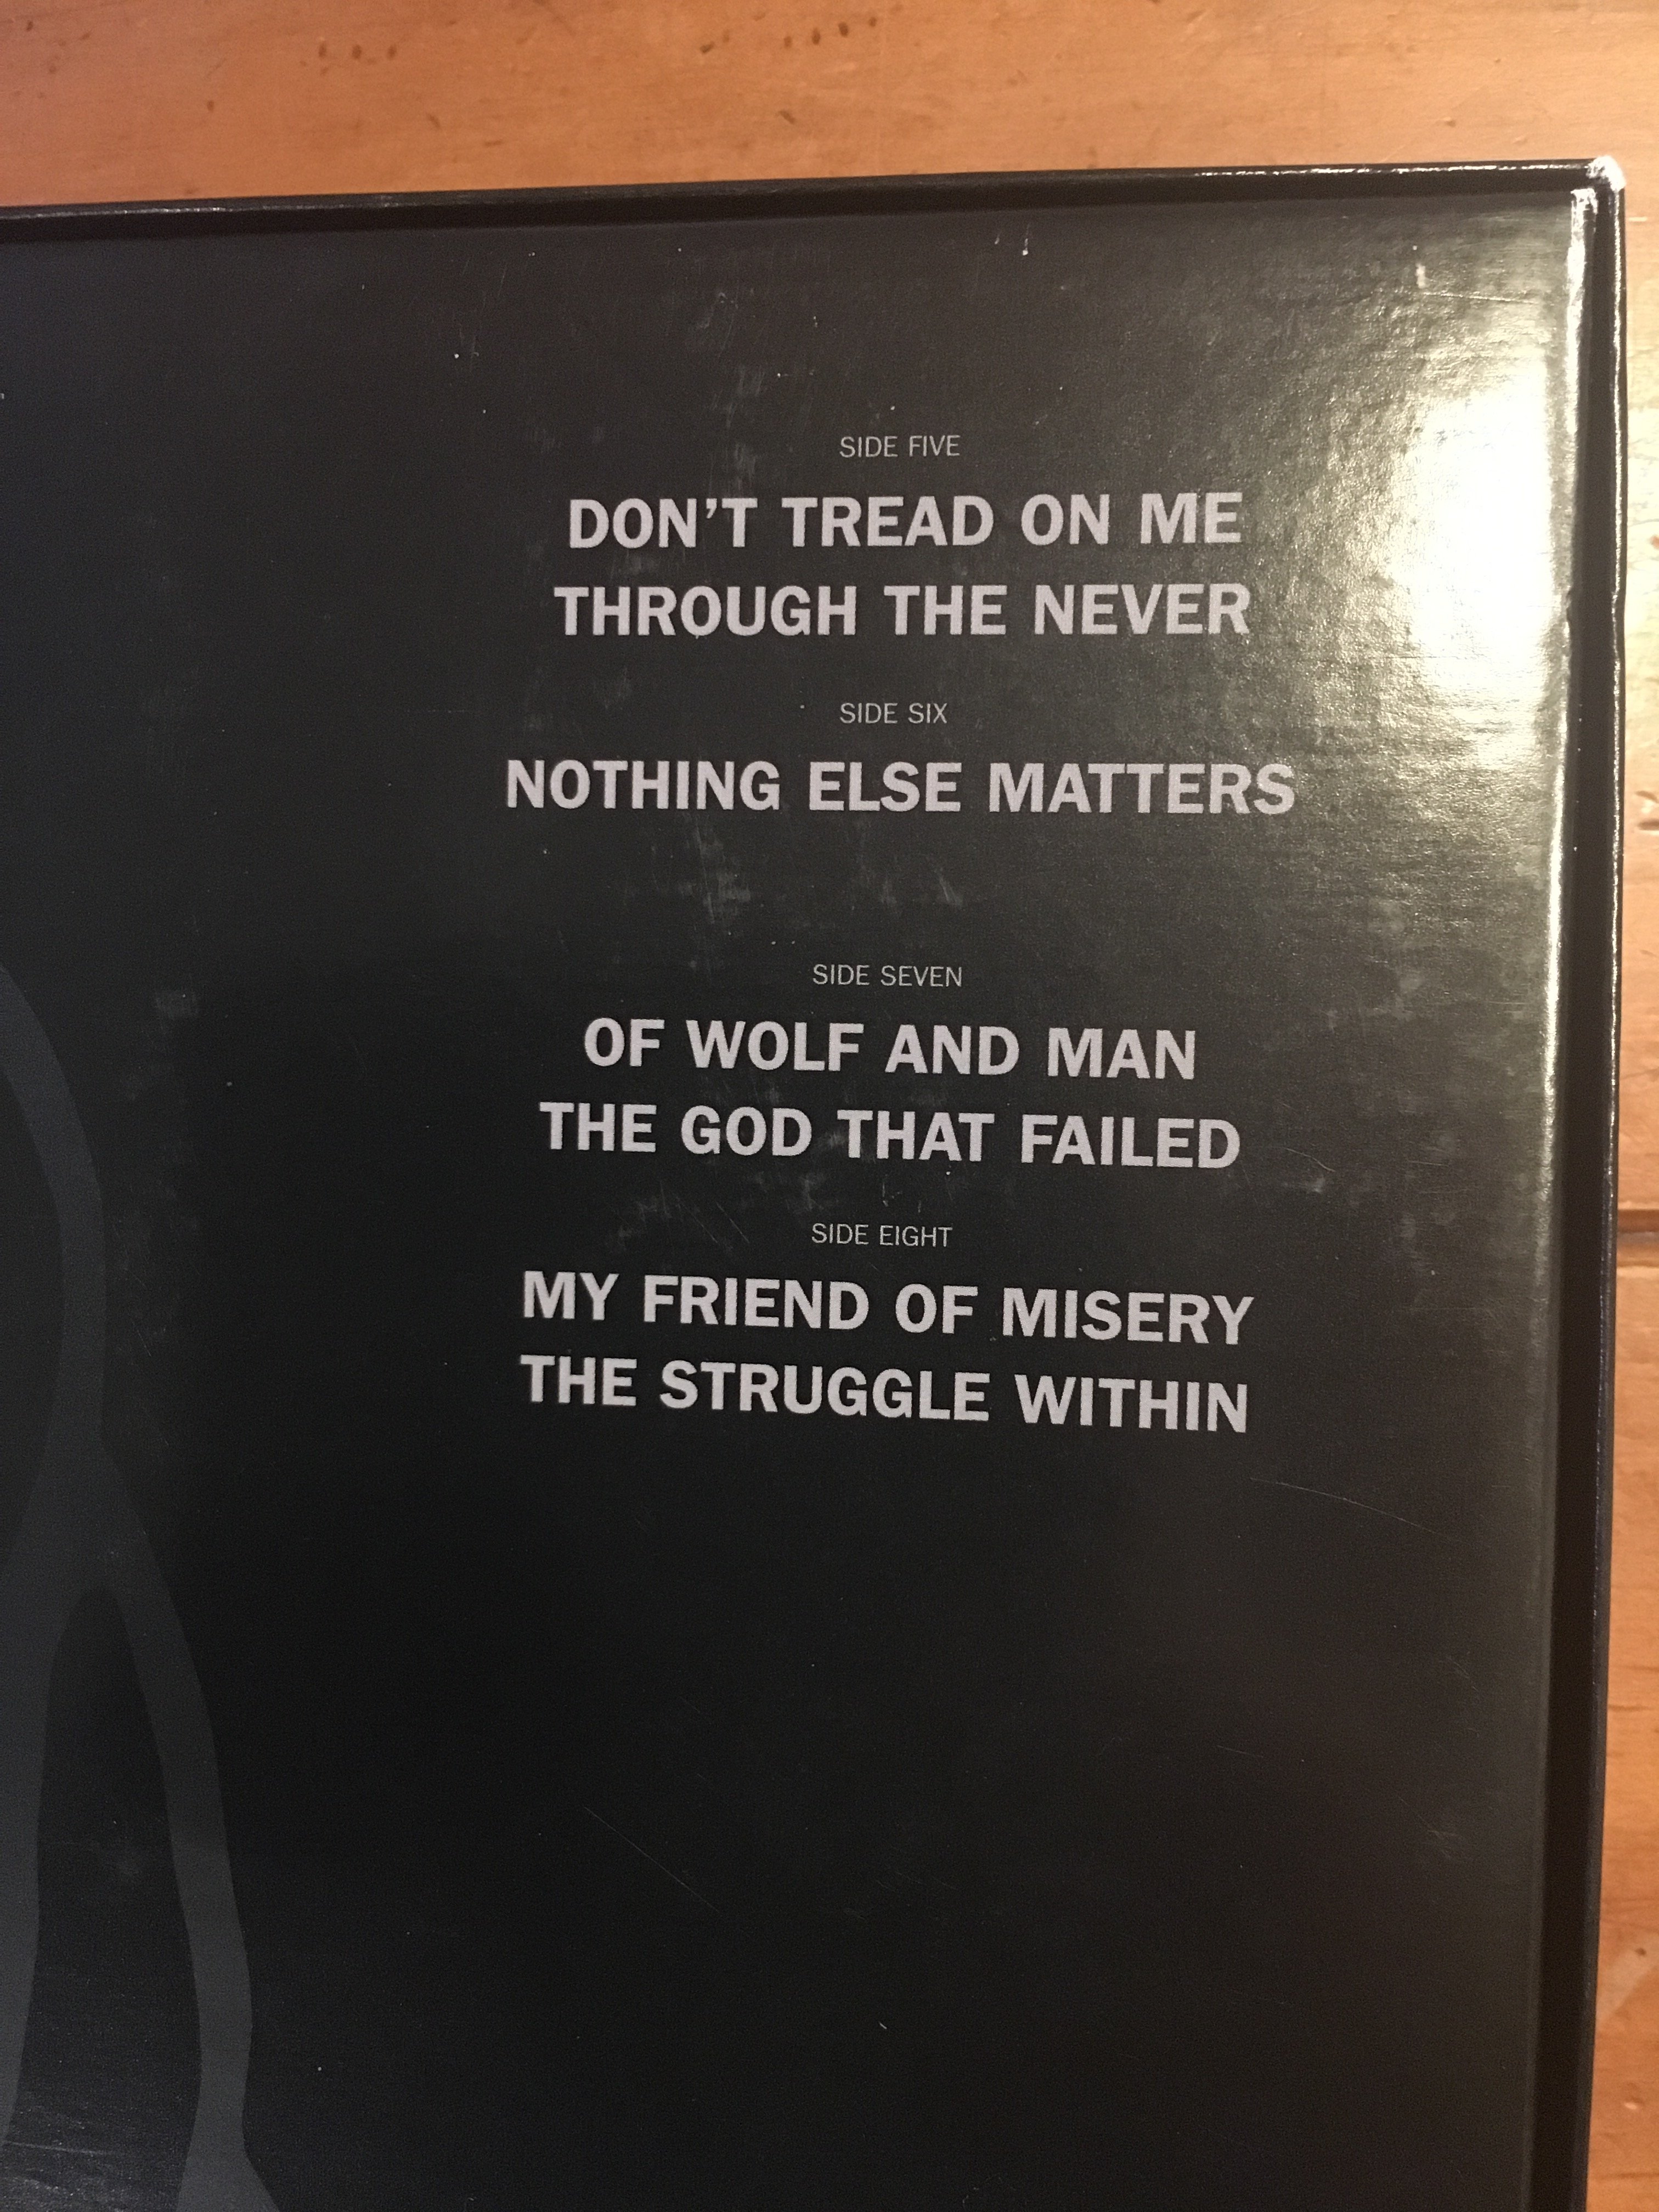 SIDE FIVE
DON'T TREAD ON ME
THROUGH THE NEVER
SIDE SIX
NOTHING ELSE MATTERS
SIDE SEVEN
OF WOLF AND MAN
THE GOD THAT FAILED
SIDE EIGHT
MY FRIEND OF MISERY
THE STRUGGLE WITHIN